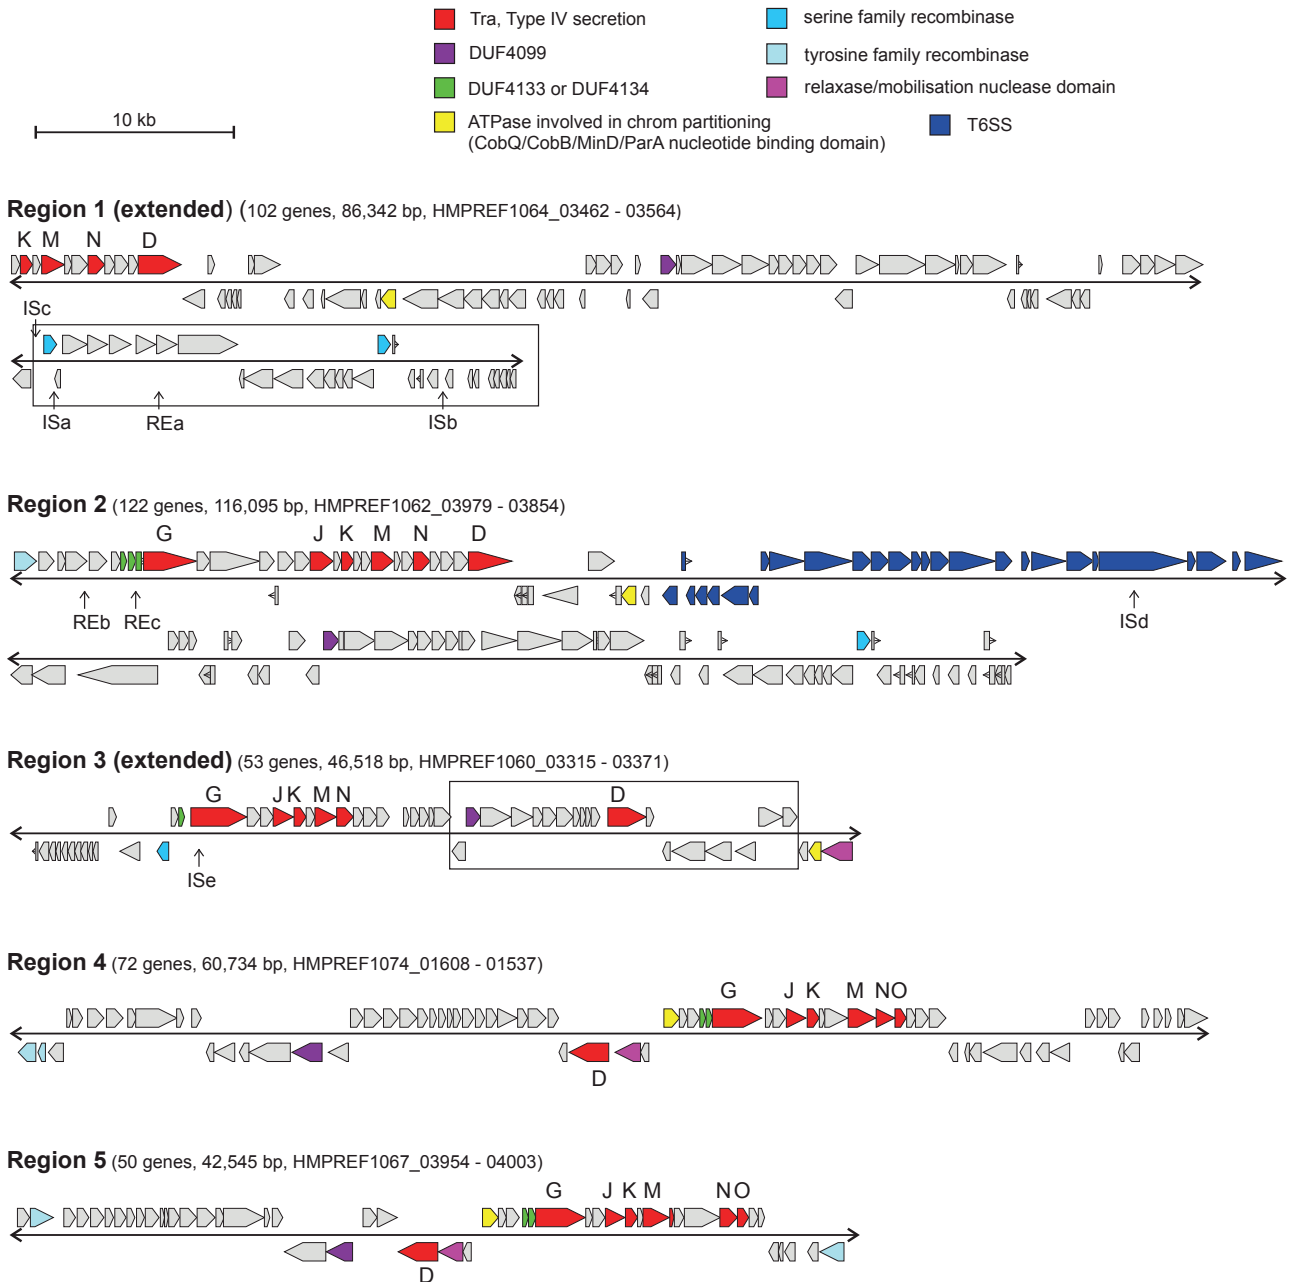 Tra, Type IV secretion
serine family recombinase
DUF4099
tyrosine family recombinase
DUF4133 or DUF4134
relaxase/mobilisation nuclease domain
10 kb
ATPase involved in chrom partitioning
(CobQ/CobB/MinD/ParA nucleotide binding domain)
T6SS
Region 1 (extended) (102 genes, 86,342 bp, HMPREF1064_03462 - 03564)
K M N D
ISc
ISa REa ISb
Region 2 (122 genes, 116,095 bp, HMPREF1062_03979 - 03854)
G J K M N D
REb REc ISd
Region 3 (extended) (53 genes, 46,518 bp, HMPREF1060_03315 - 03371)
G J K M N D
ISe
Region 4 (72 genes, 60,734 bp, HMPREF1074_01608 - 01537)
G J K M N O
D
Region 5 (50 genes, 42,545 bp, HMPREF1067_03954 - 04003)
G J K M N O
D